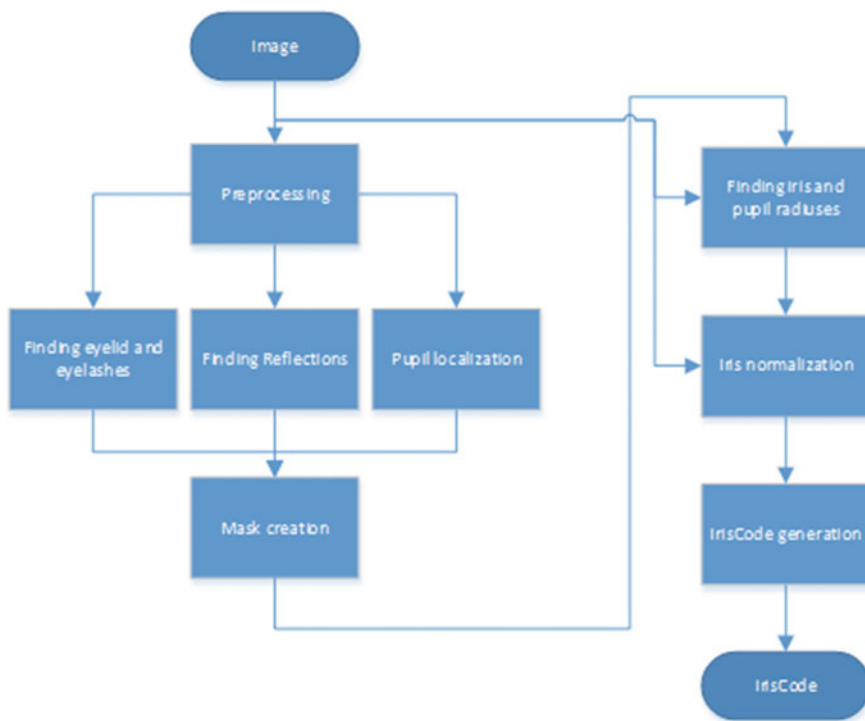 Image
Preprocessing
Finding eyelid and
eyelashes
Finding Reflections
Pupil localization
Mask creation
Finding iris and
pupil radiuses
Iris normalization
IrisCode generation
IrisCode